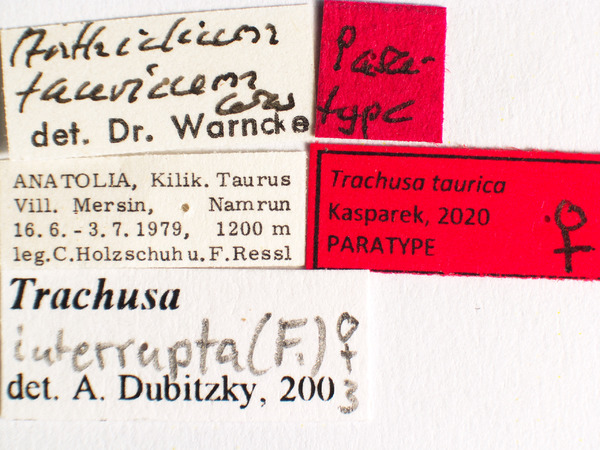 Anthidium
tauricum
det. Dr. Warncke
Para-
type
ANATOLIA, Kilik. Taurus
Vill. Mersin, Namrun
16. 6. - 3. 7. 1979, 1200 m
leg. C. Holzschuh u. F. Ressl
Trachusa taurica
Kasparek, 2020
PARATYPE
♀
Trachusa
interrupta (F.) ♀
det. A. Dubitzky, 2003